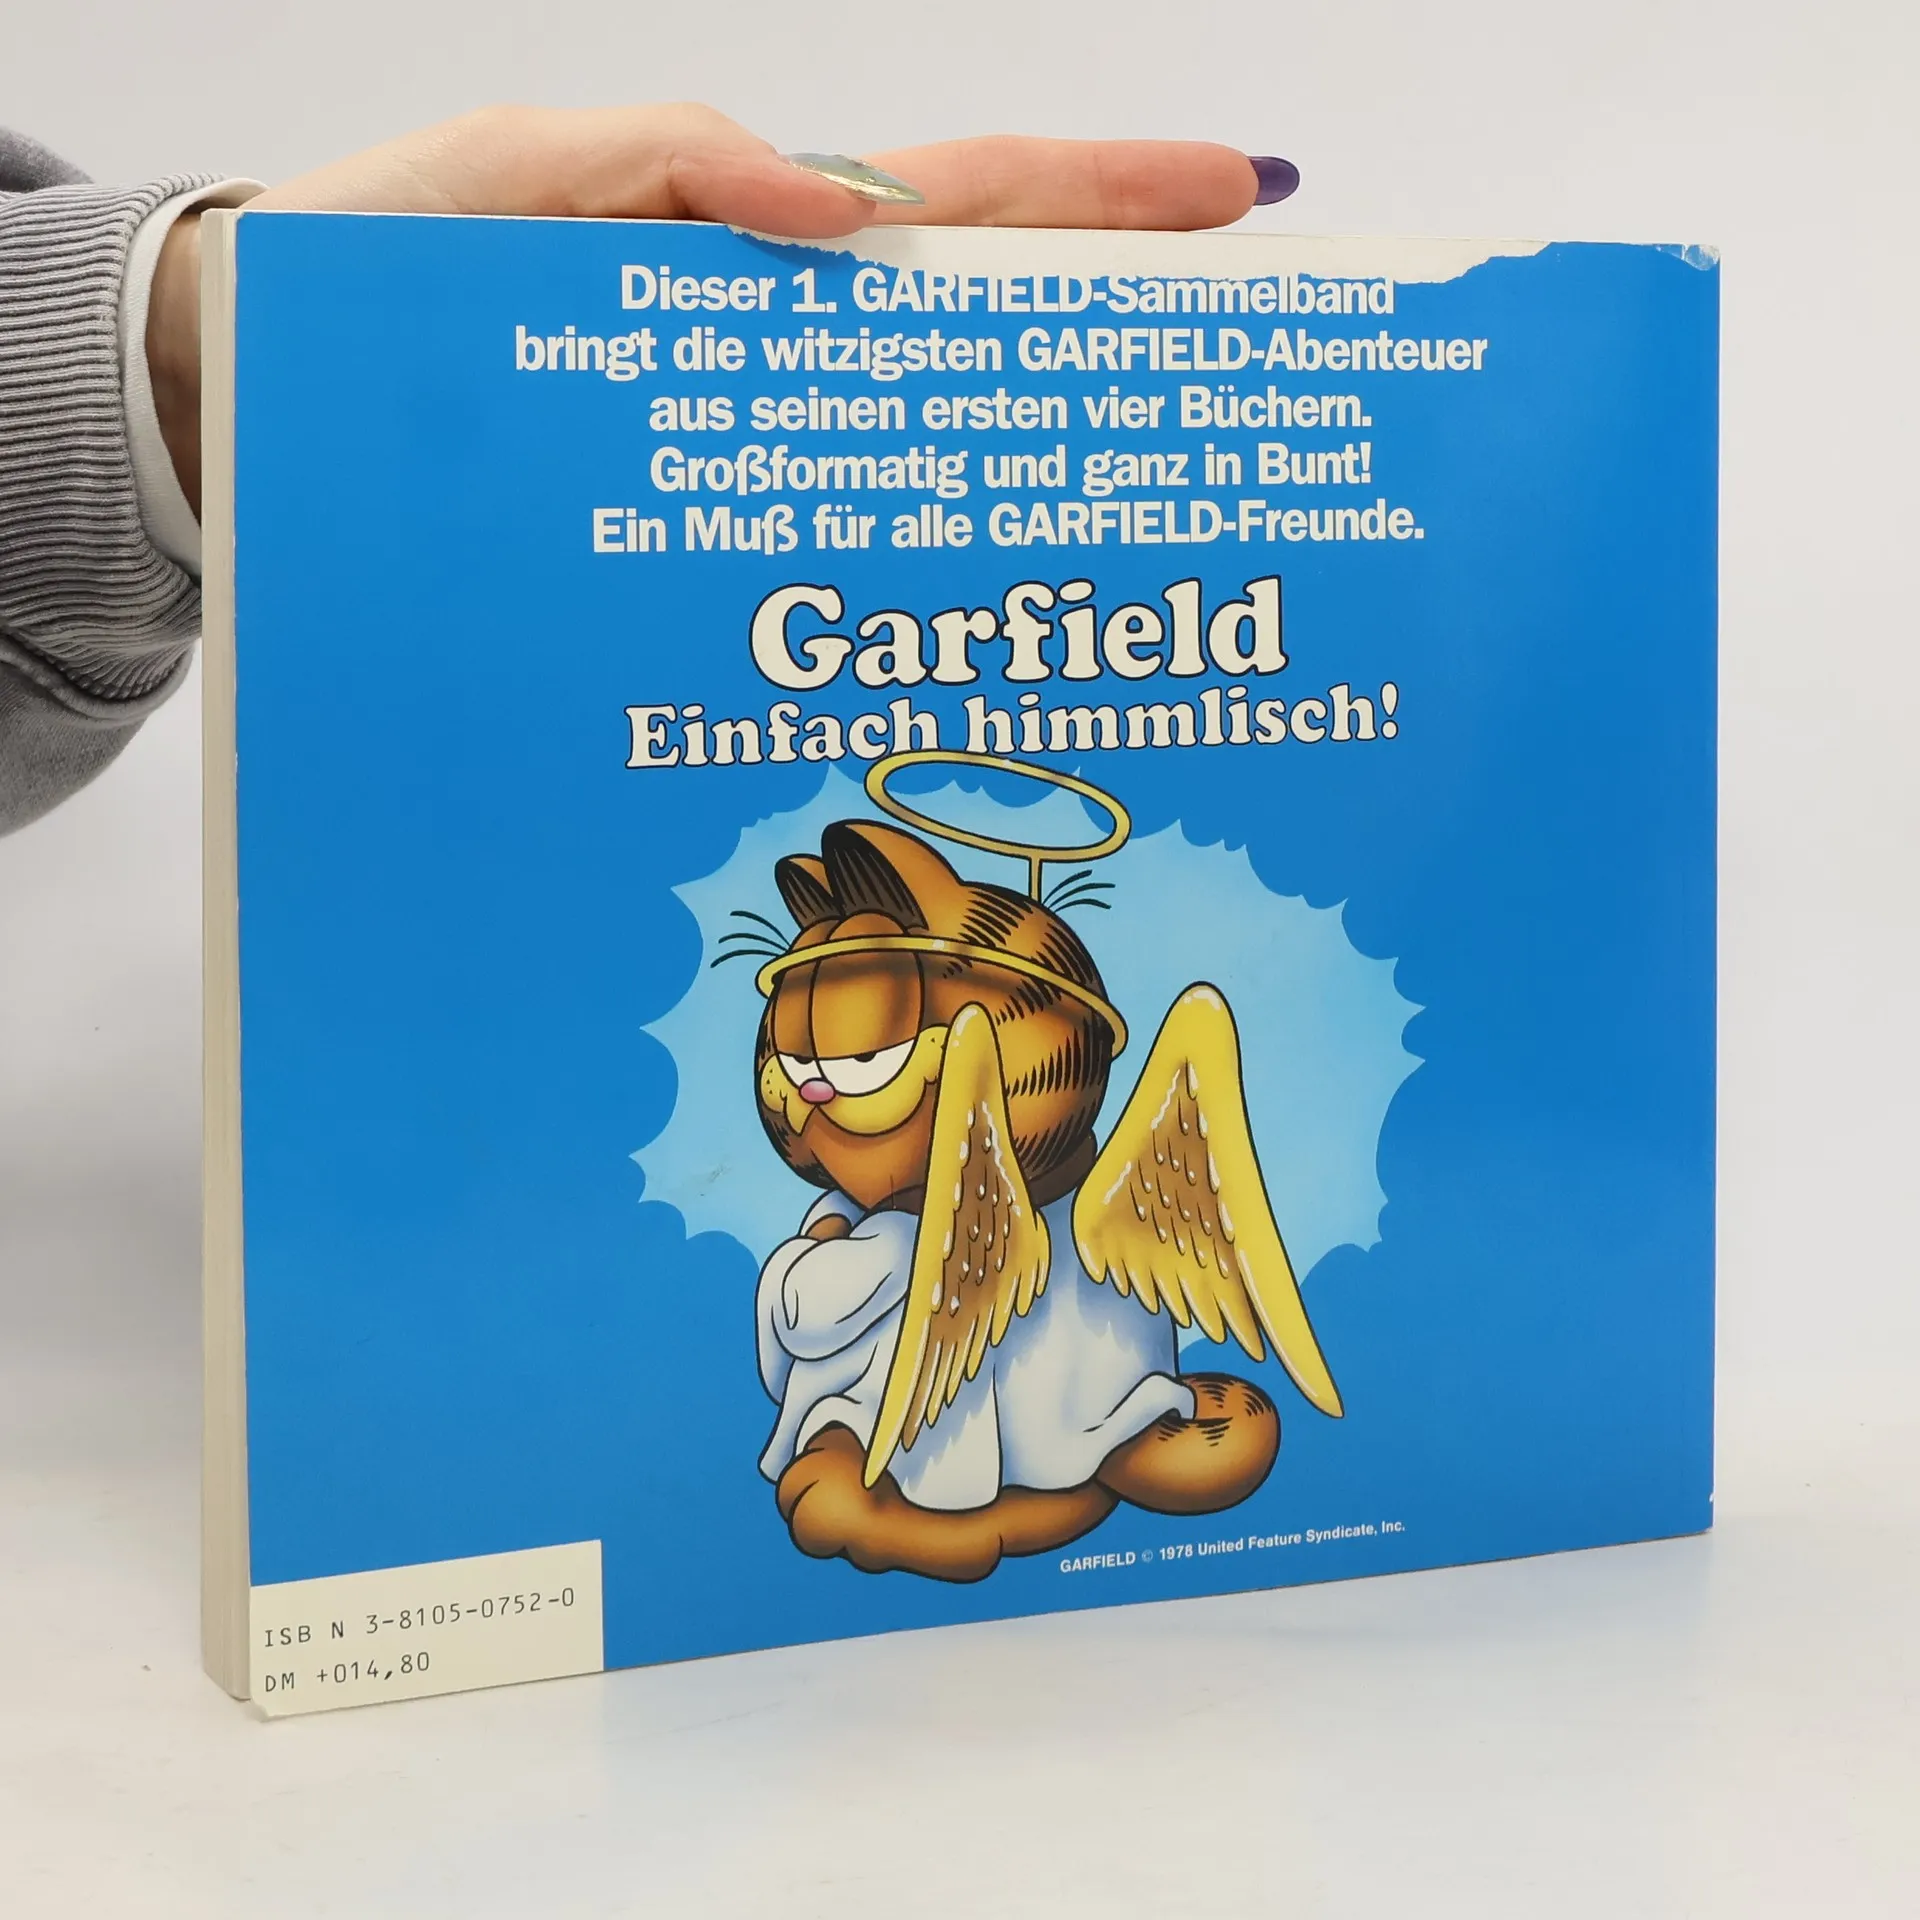 Dieser 1. GARFIELD-Sammelband
bringt die witzigsten GARFIELD-Abenteuer
aus seinen ersten vier Büchern.
Großformatig und ganz in Bunt!
Ein Muß für alle GARFIELD-Freunde.
Garfield
Einfach himmlisch!
GARFIELD © 1978 United Feature Syndicate, Inc.
ISB N 3-8105-0752-0
DM +014,80